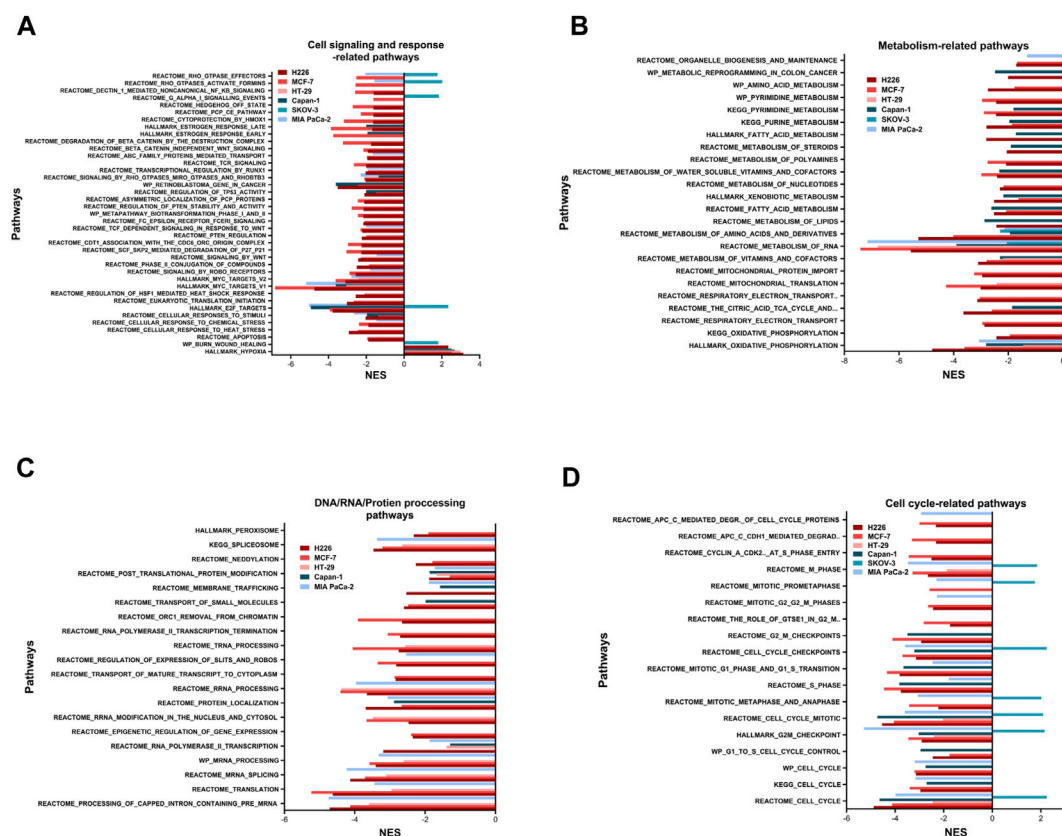 A
Cell signaling and response
-related pathways
H226
MCF-7
HT-29
Capan-1
SKOV-3
MIA PaCa-2
Pathways
REACTOME_RHO_GTPASE_EFFECTORS
REACTOME_RHO_GTPASES_ACTIVATE_FORMINS
REACTOME_DECTIN_1_MEDIATED_NONCANONICAL_NF_KB_SIGNALING
REACTOME_G_ALPHA_I_SIGNALLING_EVENTS
REACTOME_HEDGEHOG_OFF_STATE
REACTOME_PCP_CE_PATHWAY
REACTOME_CYTOPROTECTION_BY_HMOX1
HALLMARK_ESTROGEN_RESPONSE_LATE
HALLMARK_ESTROGEN_RESPONSE_EARLY
REACTOME_DEGRADATION_OF_BETA_CATENIN_BY_THE_DESTRUCTION_COMPLEX
REACTOME_BETA_CATENIN_INDEPENDENT_WNT_SIGNALING
REACTOME_ABC_FAMILY_PROTEINS_MEDIATED_TRANSPORT
REACTOME_TCR_SIGNALING
REACTOME_TRANSCRIPTIONAL_REGULATION_BY_RUNX1
REACTOME_SIGNALING_BY_RHO_GTPASES_MIRO_GTPASES_AND_RHOBTB3
WP_RETINOBLASTOMA_GENE_IN_CANCER
REACTOME_REGULATION_OF_TP53_ACTIVITY
REACTOME_ASYMMETRIC_LOCALIZATION_OF_PCP_PROTEINS
REACTOME_REGULATION_OF_PTEN_STABILITY_AND_ACTIVITY
WP_METAPATHWAY_BIOTRANSFORMATION_PHASE_I_AND_II
REACTOME_FC_EPSILON_RECEPTOR_FCERI_SIGNALING
REACTOME_TCF_DEPENDENT_SIGNALING_IN_RESPONSE_TO_WNT
REACTOME_PTEN_REGULATION
REACTOME_CDT1_ASSOCIATION_WITH_THE_CDC6_ORC_ORIGIN_COMPLEX
REACTOME_SCF_SKP2_MEDIATED_DEGRADATION_OF_P27_P21
REACTOME_SIGNALING_BY_WNT
REACTOME_PHASE_II_CONJUGATION_OF_COMPOUNDS
REACTOME_SIGNALING_BY_ROBO_RECEPTORS
HALLMARK_MYC_TARGETS_V2
HALLMARK_MYC_TARGETS_V1
REACTOME_REGULATION_OF_HSF1_MEDIATED_HEAT_SHOCK_RESPONSE
REACTOME_EUKARYOTIC_TRANSLATION_INITIATION
HALLMARK_E2F_TARGETS
REACTOME_CELLULAR_RESPONSES_TO_STIMULI
REACTOME_CELLULAR_RESPONSE_TO_CHEMICAL_STRESS
REACTOME_CELLULAR_RESPONSE_TO_HEAT_STRESS
REACTOME_APOPTOSIS
WP_BURN_WOUND_HEALING
HALLMARK_HYPOXIA
-6 -4 -2 0 2 4
NES
B
Metabolism-related pathways
H226
MCF-7
HT-29
Capan-1
SKOV-3
MIA PaCa-2
Pathways
REACTOME_ORGANELLE_BIOGENESIS_AND_MAINTENANCE
WP_METABOLIC_REPROGRAMMING_IN_COLON_CANCER
WP_AMINO_ACID_METABOLISM
WP_PYRIMIDINE_METABOLISM
KEGG_PYRIMIDINE_METABOLISM
KEGG_PURINE_METABOLISM
HALLMARK_FATTY_ACID_METABOLISM
REACTOME_METABOLISM_OF_STEROIDS
REACTOME_METABOLISM_OF_POLYAMINES
REACTOME_METABOLISM_OF_WATER_SOLUBLE_VITAMINS_AND_COFACTORS
REACTOME_METABOLISM_OF_NUCLEOTIDES
HALLMARK_XENOBIOTIC_METABOLISM
REACTOME_FATTY_ACID_METABOLISM
REACTOME_METABOLISM_OF_LIPIDS
REACTOME_METABOLISM_OF_AMINO_ACIDS_AND_DERIVATIVES
REACTOME_METABOLISM_OF_RNA
REACTOME_METABOLISM_OF_VITAMINS_AND_COFACTORS
REACTOME_MITOCHONDRIAL_PROTEIN_IMPORT
REACTOME_MITOCHONDRIAL_TRANSLATION
REACTOME_RESPIRATORY_ELECTRON_TRANSPORT..
REACTOME_THE_CITRIC_ACID_TCA_CYCLE_AND...
REACTOME_RESPIRATORY_ELECTRON_TRANSPORT
KEGG_OXIDATIVE_PHOSPHORYLATION
HALLMARK_OXIDATIVE_PHOSPHORYLATION
-8 -6 -4 -2 0
NES
C
DNA/RNA/Protien proccessing
pathways
H226
MCF-7
HT-29
Capan-1
SKOV-3
MIA PaCa-2
Pathways
HALLMARK_PEROXISOME
KEGG_SPLICEOSOME
REACTOME_NEDDYLATION
REACTOME_POST_TRANSLATIONAL_PROTEIN_MODIFICATION
REACTOME_MEMBRANE_TRAFFICKING
REACTOME_TRANSPORT_OF_SMALL_MOLECULES
REACTOME_ORC1_REMOVAL_FROM_CHROMATIN
REACTOME_RNA_POLYMERASE_II_TRANSCRIPTION_TERMINATION
REACTOME_TRNA_PROCESSING
REACTOME_REGULATION_OF_EXPRESSION_OF_SLITS_AND_ROBOS
REACTOME_TRANSPORT_OF_MATURE_TRANSCRIPT_TO_CYTOPLASM
REACTOME_RRNA_PROCESSING
REACTOME_PROTEIN_LOCALIZATION
REACTOME_RRNA_MODIFICATION_IN_THE_NUCLEUS_AND_CYTOSOL
REACTOME_EPIGENETIC_REGULATION_OF_GENE_EXPRESSION
REACTOME_RNA_POLYMERASE_II_TRANSCRIPTION
WP_MRNA_PROCESSING
REACTOME_MRNA_SPLICING
REACTOME_TRANSLATION
REACTOME_PROCESSING_OF_CAPPED_INTRON_CONTAINING_PRE_MRNA
-6 -4 -2 0
NES
D
Cell cycle-related pathways
H226
MCF-7
HT-29
Capan-1
SKOV-3
MIA PaCa-2
Pathways
REACTOME_APC_C_MEDIATED_DEGR._OF_CELL_CYCLE_PROTEINS
REACTOME_APC_C_CDH1_MEDIATED_DEGRAD..
REACTOME_CYCLIN_A_CDK2.._AT_S_PHASE_ENTRY
REACTOME_M_PHASE
REACTOME_MITOTIC_PROMETAPHASE
REACTOME_MITOTIC_G2_G2_M_PHASES
REACTOME_THE_ROLE_OF_GTSE1_IN_G2_M..
REACTOME_G2_M_CHECKPOINTS
REACTOME_CELL_CYCLE_CHECKPOINTS
REACTOME_MITOTIC_G1_PHASE_AND_G1_S_TRANSITION
REACTOME_S_PHASE
REACTOME_MITOTIC_METAPHASE_AND_ANAPHASE
REACTOME_CELL_CYCLE_MITOTIC
HALLMARK_G2M_CHECKPOINT
WP_G1_TO_S_CELL_CYCLE_CONTROL
WP_CELL_CYCLE
KEGG_CELL_CYCLE
REACTOME_CELL_CYCLE
-6 -4 -2 0 2
NES